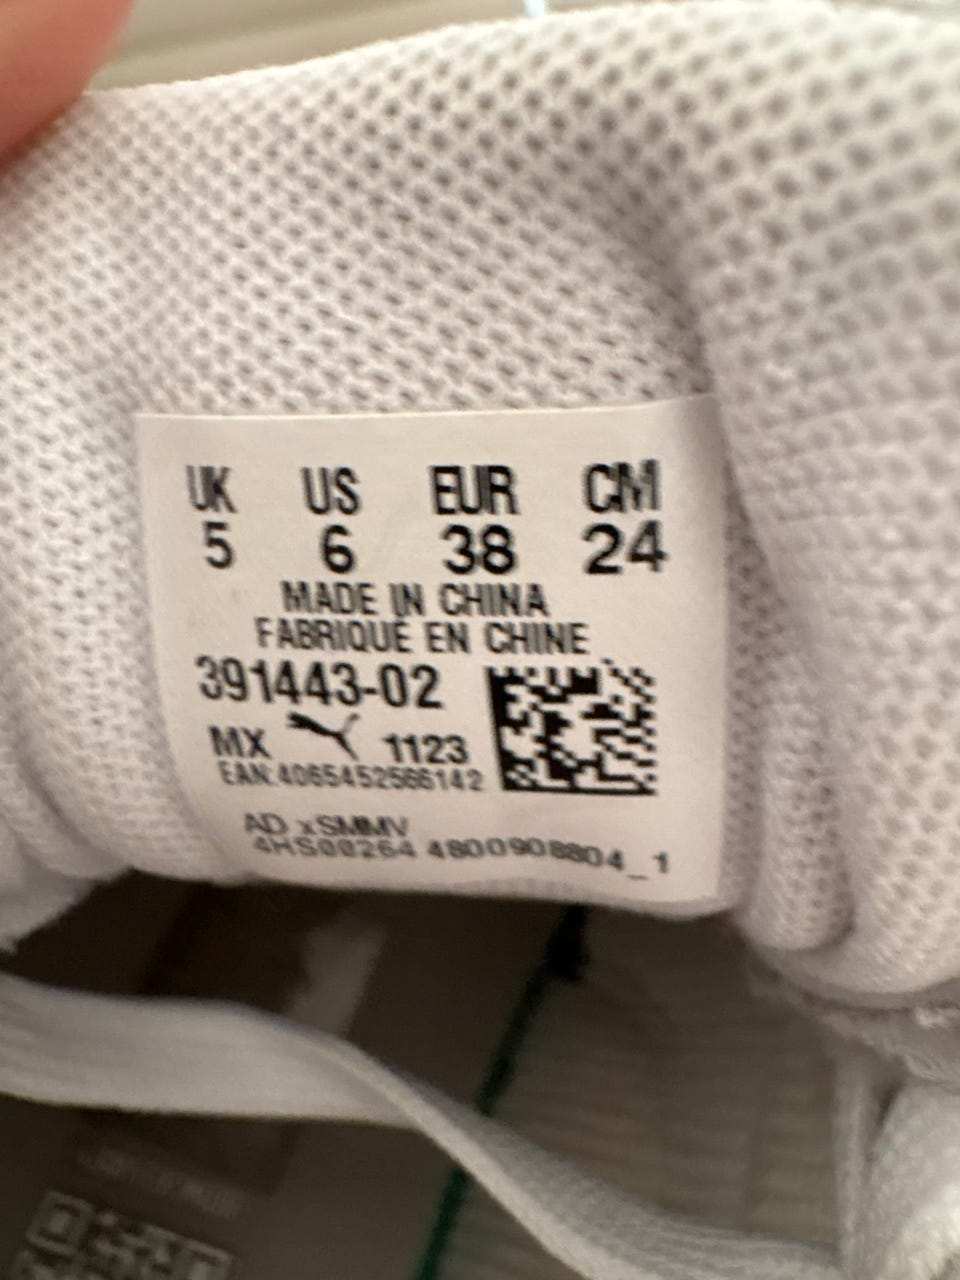 UK US EUR CM
5 6 38 24
MADE IN CHINA
FABRIQUÉ EN CHINE
391443-02
MX 1123
EAN:4065452566142
AD xSMMV
4HS00264 4800908804_1